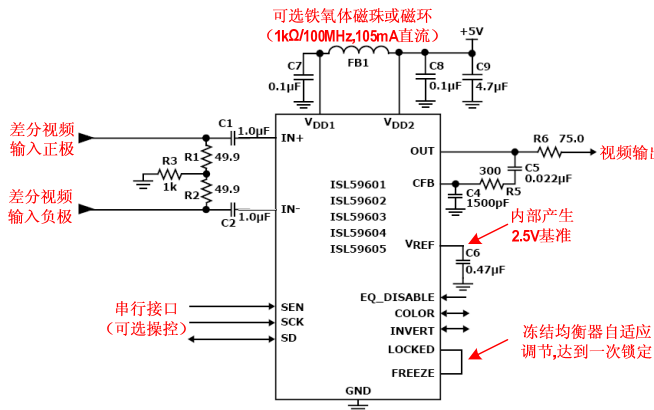 可选铁氧体磁珠或磁环
（1kΩ/100MHz,105mA直流）
+5V
C7
0.1μF
FB1
C8
0.1μF
C9
4.7μF
VDD1
VDD2
差分视频
输入正极
C1
1.0μF
IN+
R1
49.9
R3
1k
R2
49.9
差分视频
输入负极
C2
1.0μF
IN-
ISL59601
ISL59602
ISL59603
ISL59604
ISL59605
OUT
R6
75.0
视频输出
C5
0.022μF
CFB
300
R5
C4
1500pF
内部产生
2.5V基准
VREF
C6
0.47μF
串行接口
（可选操控）
SEN
SCK
SD
EQ_DISABLE
COLOR
INVERT
LOCKED
FREEZE
冻结均衡器自适应
调节,达到一次锁定
GND